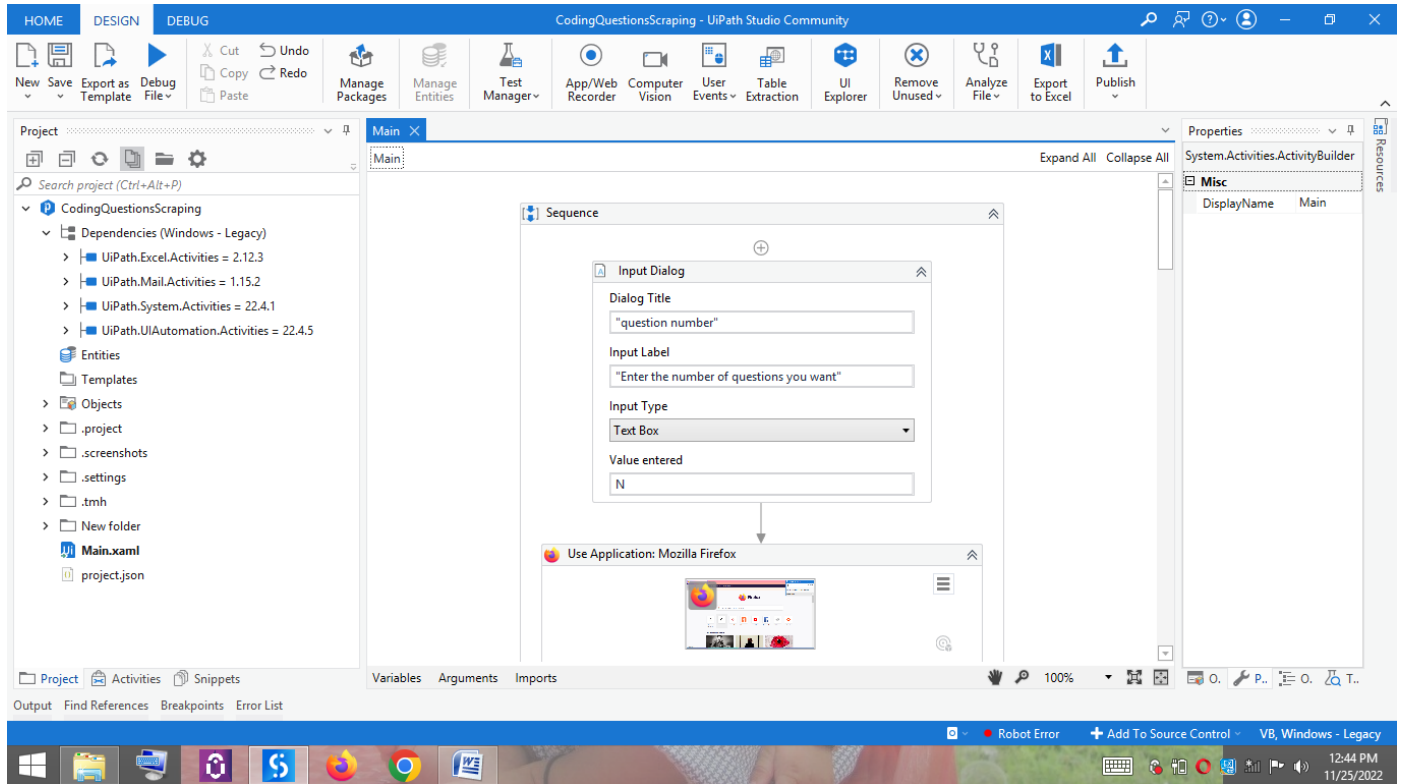 HOME DESIGN DEBUG CodingQuestionsScraping - UiPath Studio Community
New Save Export as Template Debug File Cut Copy Paste Undo Redo Manage Packages Manage Entities Test Manager App/Web Recorder Computer Vision User Events Table Extraction UI Explorer Remove Unused Analyze File Export to Excel Publish
Project
Search project (Ctrl+Alt+P)
CodingQuestionsScraping
Dependencies (Windows - Legacy)
UiPath.Excel.Activities = 2.12.3
UiPath.Mail.Activities = 1.15.2
UiPath.System.Activities = 22.4.1
UiPath.UIAutomation.Activities = 22.4.5
Entities
Templates
Objects
.project
.screenshots
.settings
.tmh
New folder
Main.xaml
project.json
Project Activities Snippets
Main
Main Expand All Collapse All
Sequence
Input Dialog
Dialog Title
"question number"
Input Label
"Enter the number of questions you want"
Input Type
Text Box
Value entered
N
Use Application: Mozilla Firefox
Variables Arguments Imports 100%
Properties
System.Activities.ActivityBuilder
Misc
DisplayName Main
O. P.. O. T..
Resources
Output Find References Breakpoints Error List
Robot Error Add To Source Control VB, Windows - Legacy
12:44 PM
11/25/2022